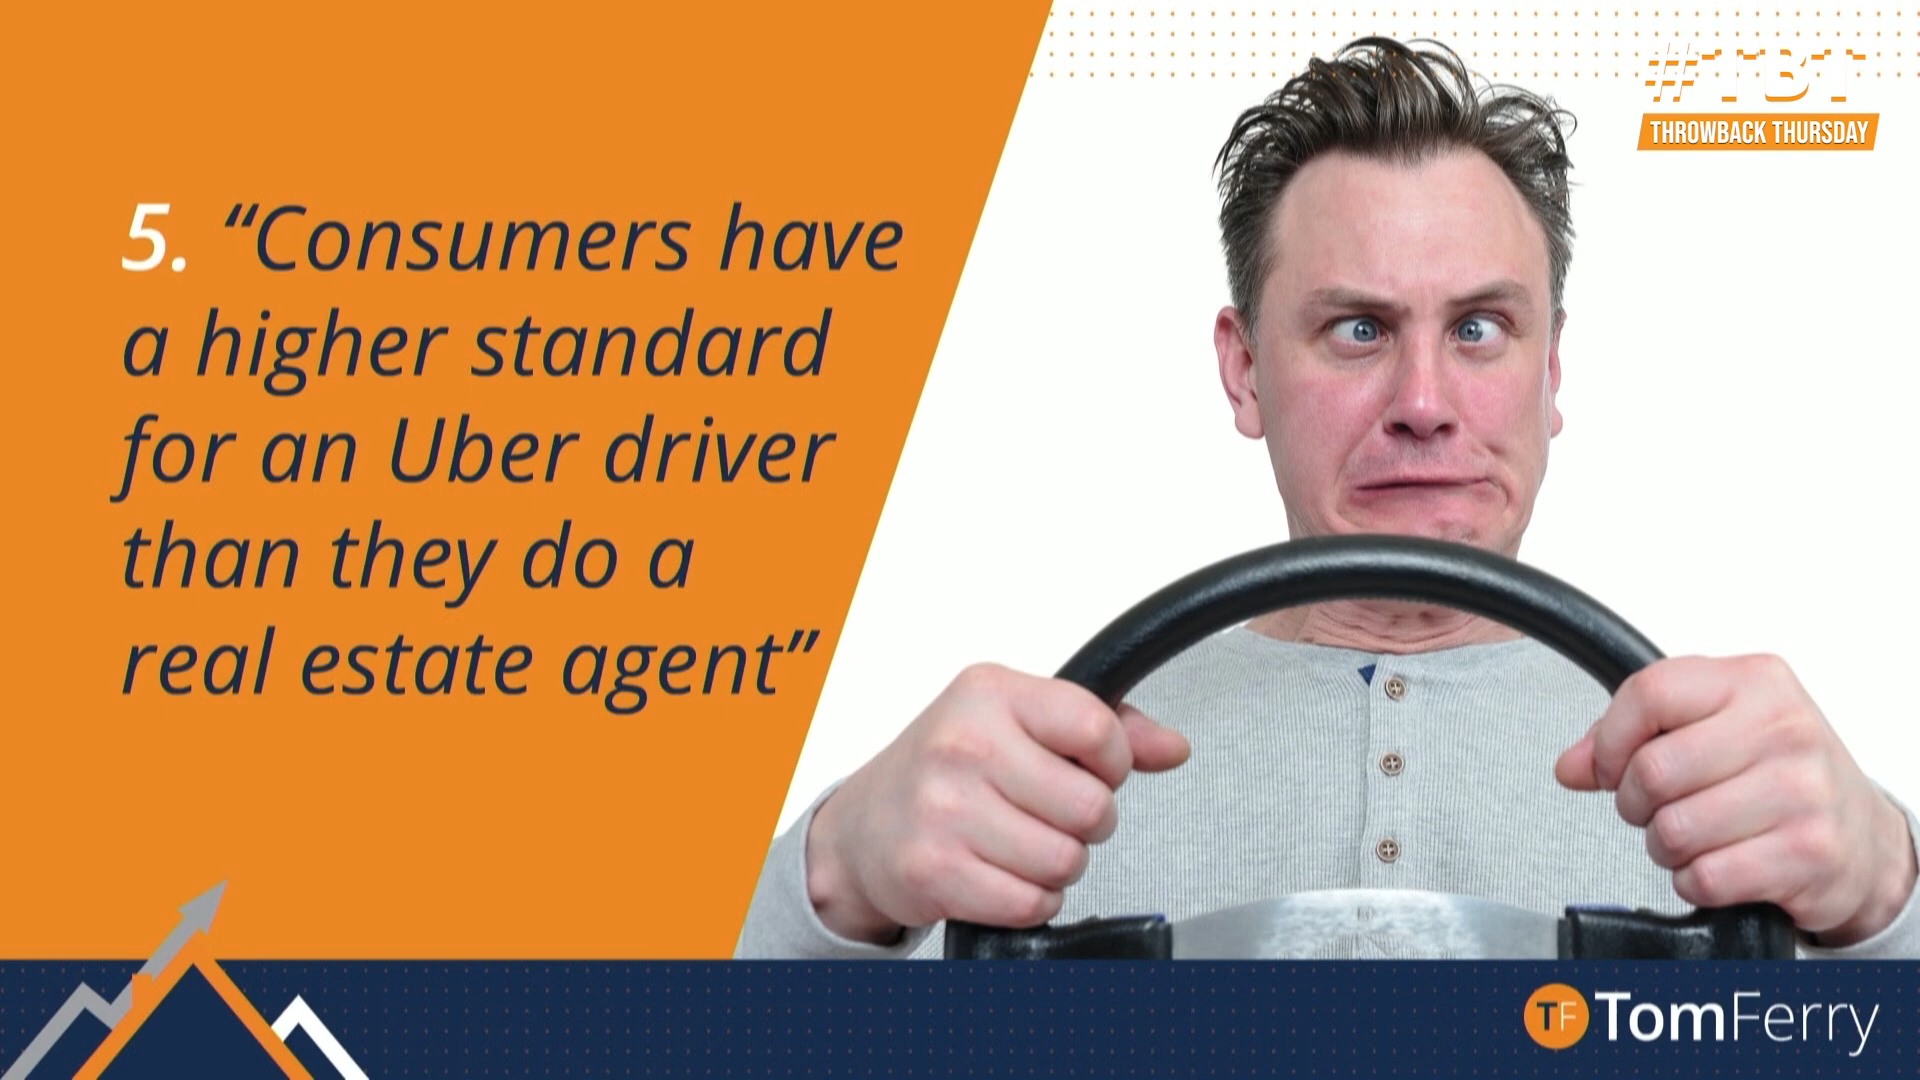 #TBT
THROWBACK THURSDAY
5. “Consumers have
a higher standard
for an Uber driver
than they do a
real estate agent”
TF TomFerry